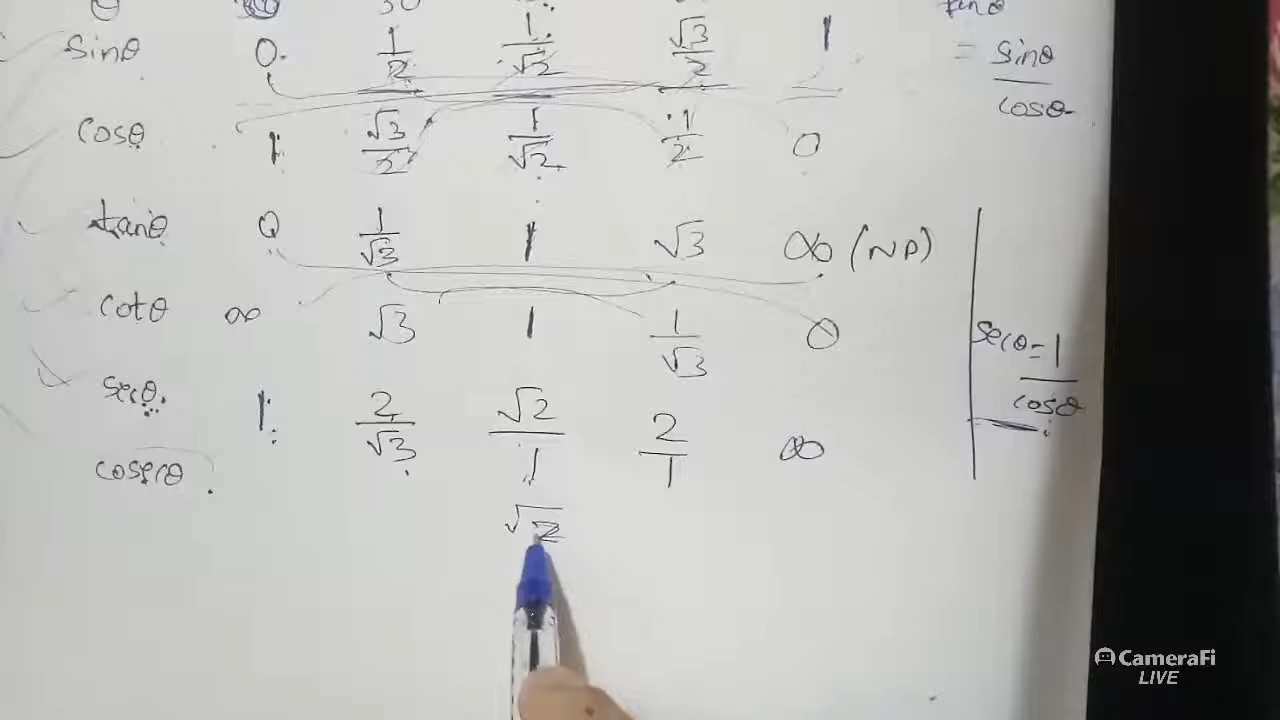 θ 30 tanθ
sinθ 0 1/2 1/√2 √3/2 1 = sinθ/cosθ
cosθ 1 √3/2 1/√2 1/2 0
tanθ 0 1/√3 1 √3 ∞ (ND)
cotθ ∞ √3 1 1/√3 0
secθ 1 2/√3 √2/1 2/1 ∞
secθ = 1/cosθ
cosecθ √2
CameraFi
LIVE